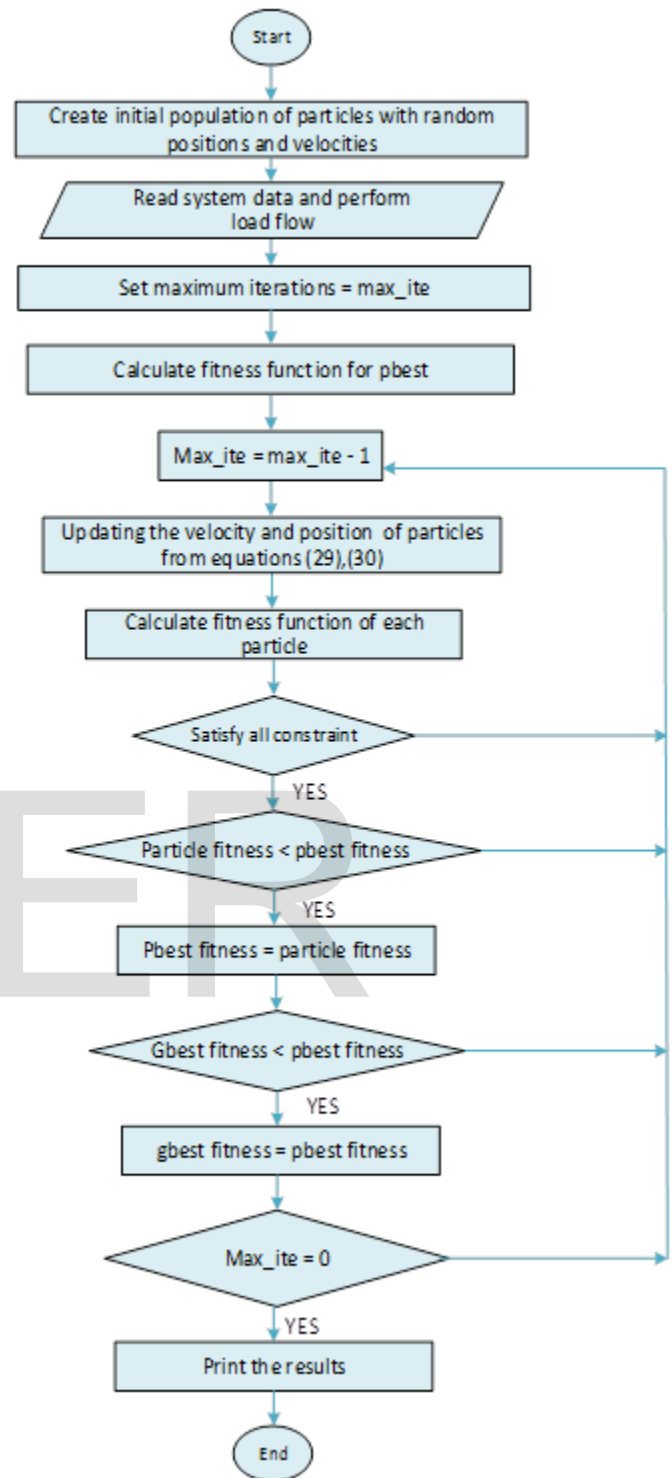 Start
Create initial population of particles with random
positions and velocities
Read system data and perform
load flow
Set maximum iterations = max_ite
Calculate fitness function for pbest
Max_ite = max_ite - 1
Updating the velocity and position of particles
from equations (29),(30)
Calculate fitness function of each
particle
Satisfy all constraint
YES
Particle fitness < pbest fitness
YES
Pbest fitness = particle fitness
Gbest fitness < pbest fitness
YES
gbest fitness = pbest fitness
Max_ite = 0
YES
Print the results
End
ER